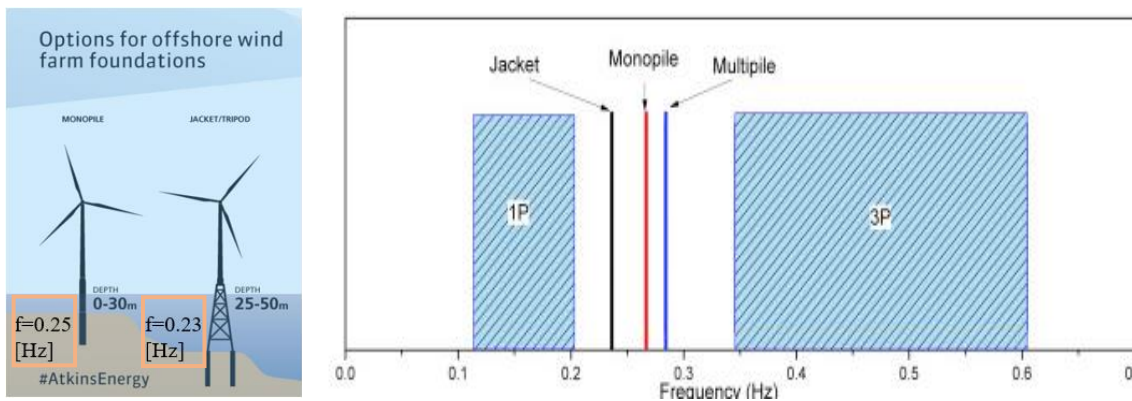 Options for offshore wind
farm foundations
MONOPILE
JACKET/TRIPOD
DEPTH
0-30m
DEPTH
25-50m
f=0.25
[Hz]
f=0.23
[Hz]
#AtkinsEnergy
Jacket
Monopile
Multipile
1P
3P
0.0
0.1
0.2
0.3
0.4
0.5
0.6
Frequency (Hz)